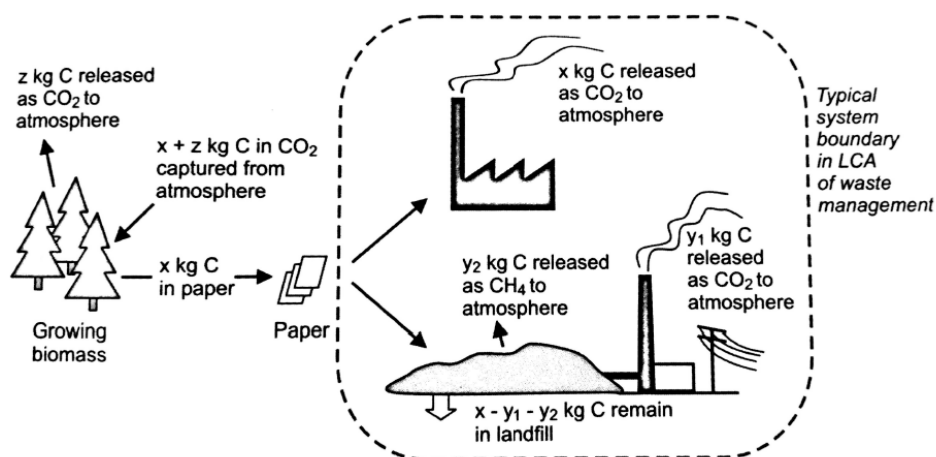 z kg C released
as CO₂ to
atmosphere
x + z kg C in CO₂
captured from
atmosphere
x kg C
in paper
Growing
biomass
Paper
x kg C released
as CO₂ to
atmosphere
y₂ kg C released
as CH₄ to
atmosphere
y₁ kg C
released
as CO₂ to
atmosphere
x - y₁ - y₂ kg C remain
in landfill
Typical
system
boundary
in LCA
of waste
management